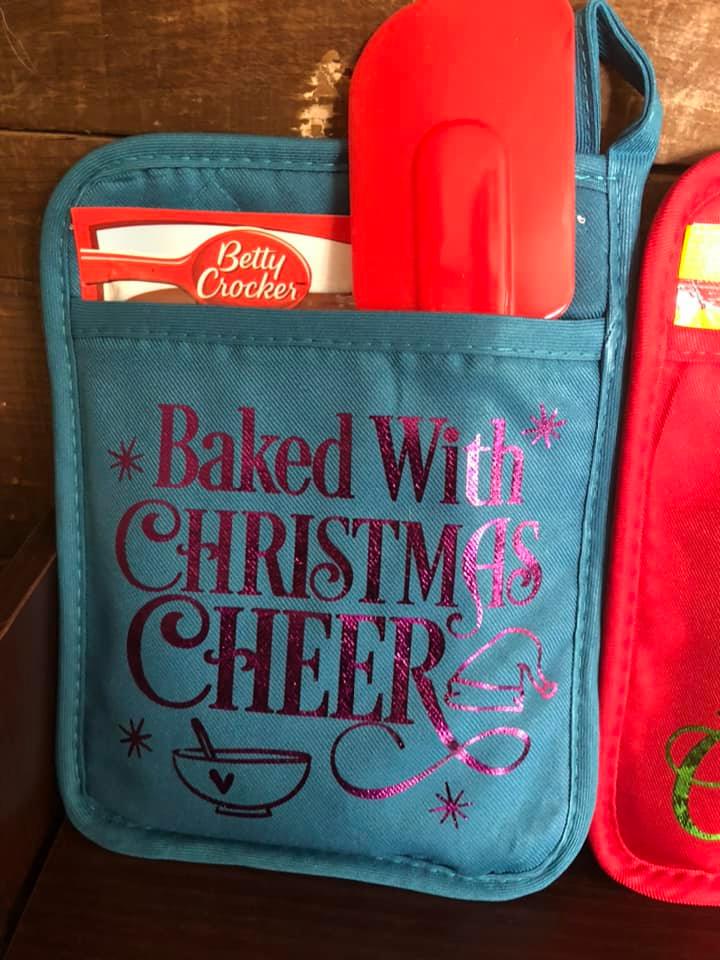 Betty
Crocker
Baked With
CHRISTMAS
CHEER